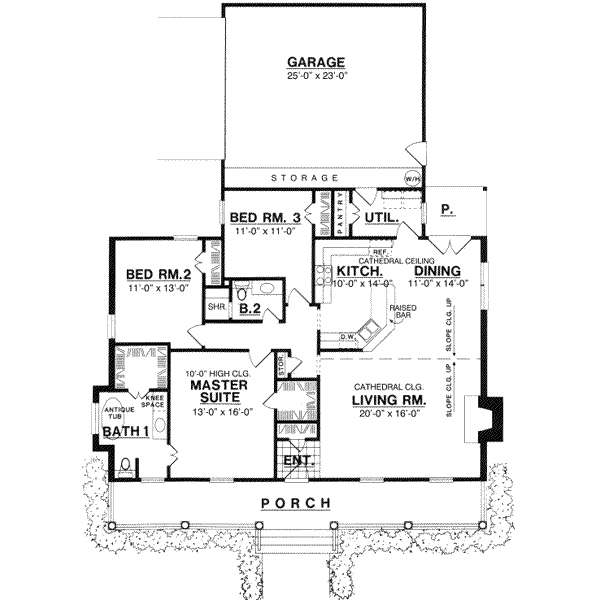 GARAGE
25'-0" x 23'-0"
STORAGE
W/H
BED RM. 3
11'-0" x 11'-0"
PANTRY
UTIL.
P.
REF.
CATHEDRAL CEILING
KITCH.
10'-0" x 14'-0"
DINING
11'-0" x 14'-0"
BED RM.2
11'-0" x 13'-0"
SHR.
B.2
RAISED
BAR
D.W.
SLOPE CLG. UP
SLOPE CLG. UP
STOR.
10'-0" HIGH CLG.
MASTER
SUITE
13'-0" x 16'-0"
CATHEDRAL CLG.
LIVING RM.
20'-0" x 16'-0"
KNEE
SPACE
ANTIQUE
TUB
BATH 1
ENT.
PORCH